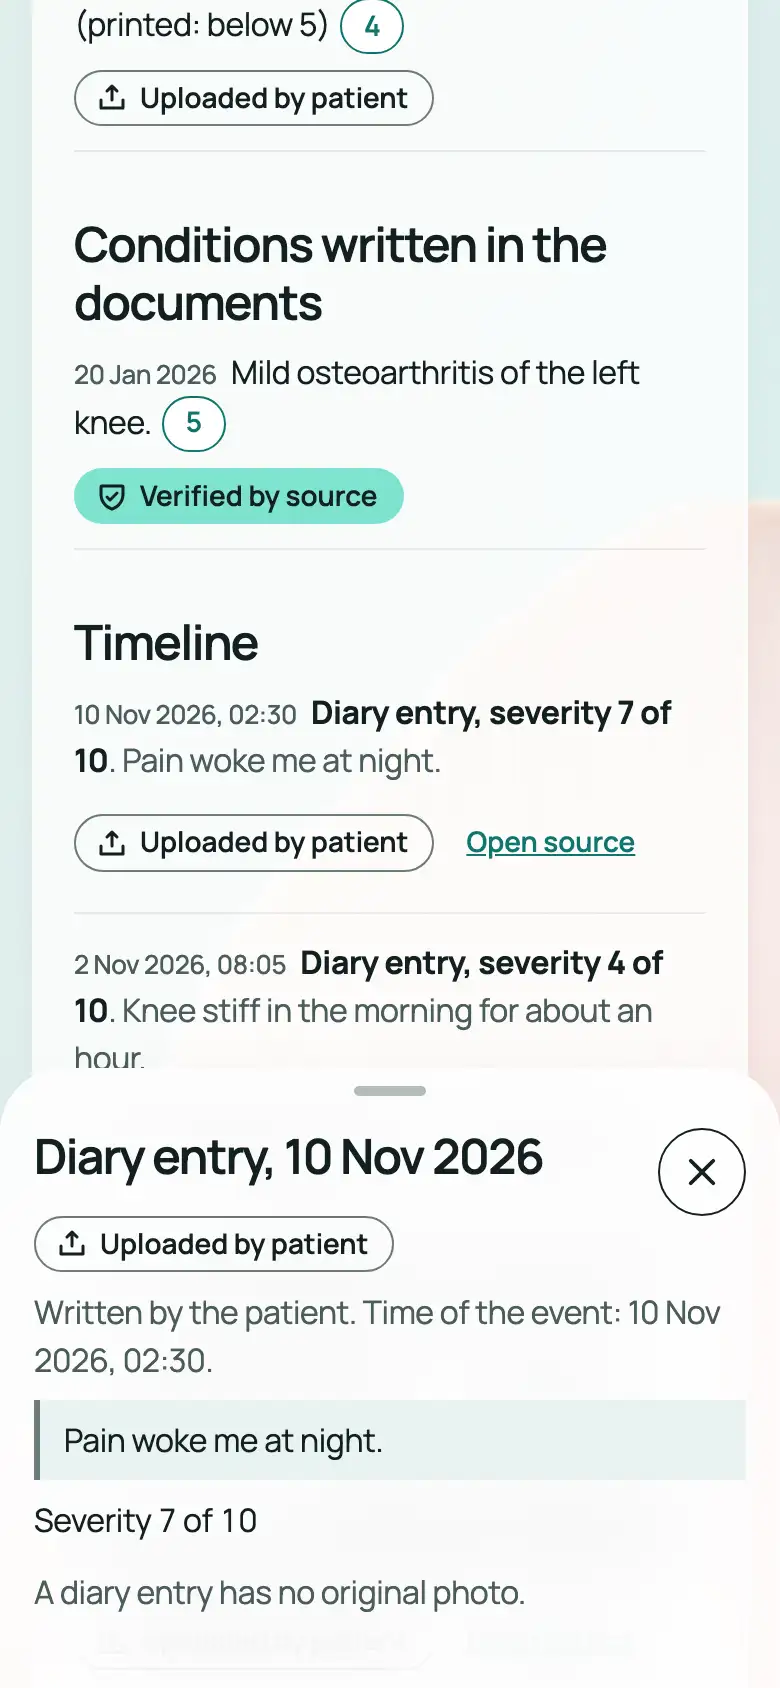 (printed: below 5) 4
Uploaded by patient
Conditions written in the
documents
20 Jan 2026 Mild osteoarthritis of the left
knee. 5
Verified by source
Timeline
10 Nov 2026, 02:30 Diary entry, severity 7 of
10. Pain woke me at night.
Uploaded by patient Open source
2 Nov 2026, 08:05 Diary entry, severity 4 of
10. Knee stiff in the morning for about an
hour.
Diary entry, 10 Nov 2026
Uploaded by patient
Written by the patient. Time of the event: 10 Nov
2026, 02:30.
Pain woke me at night.
Severity 7 of 10
A diary entry has no original photo.